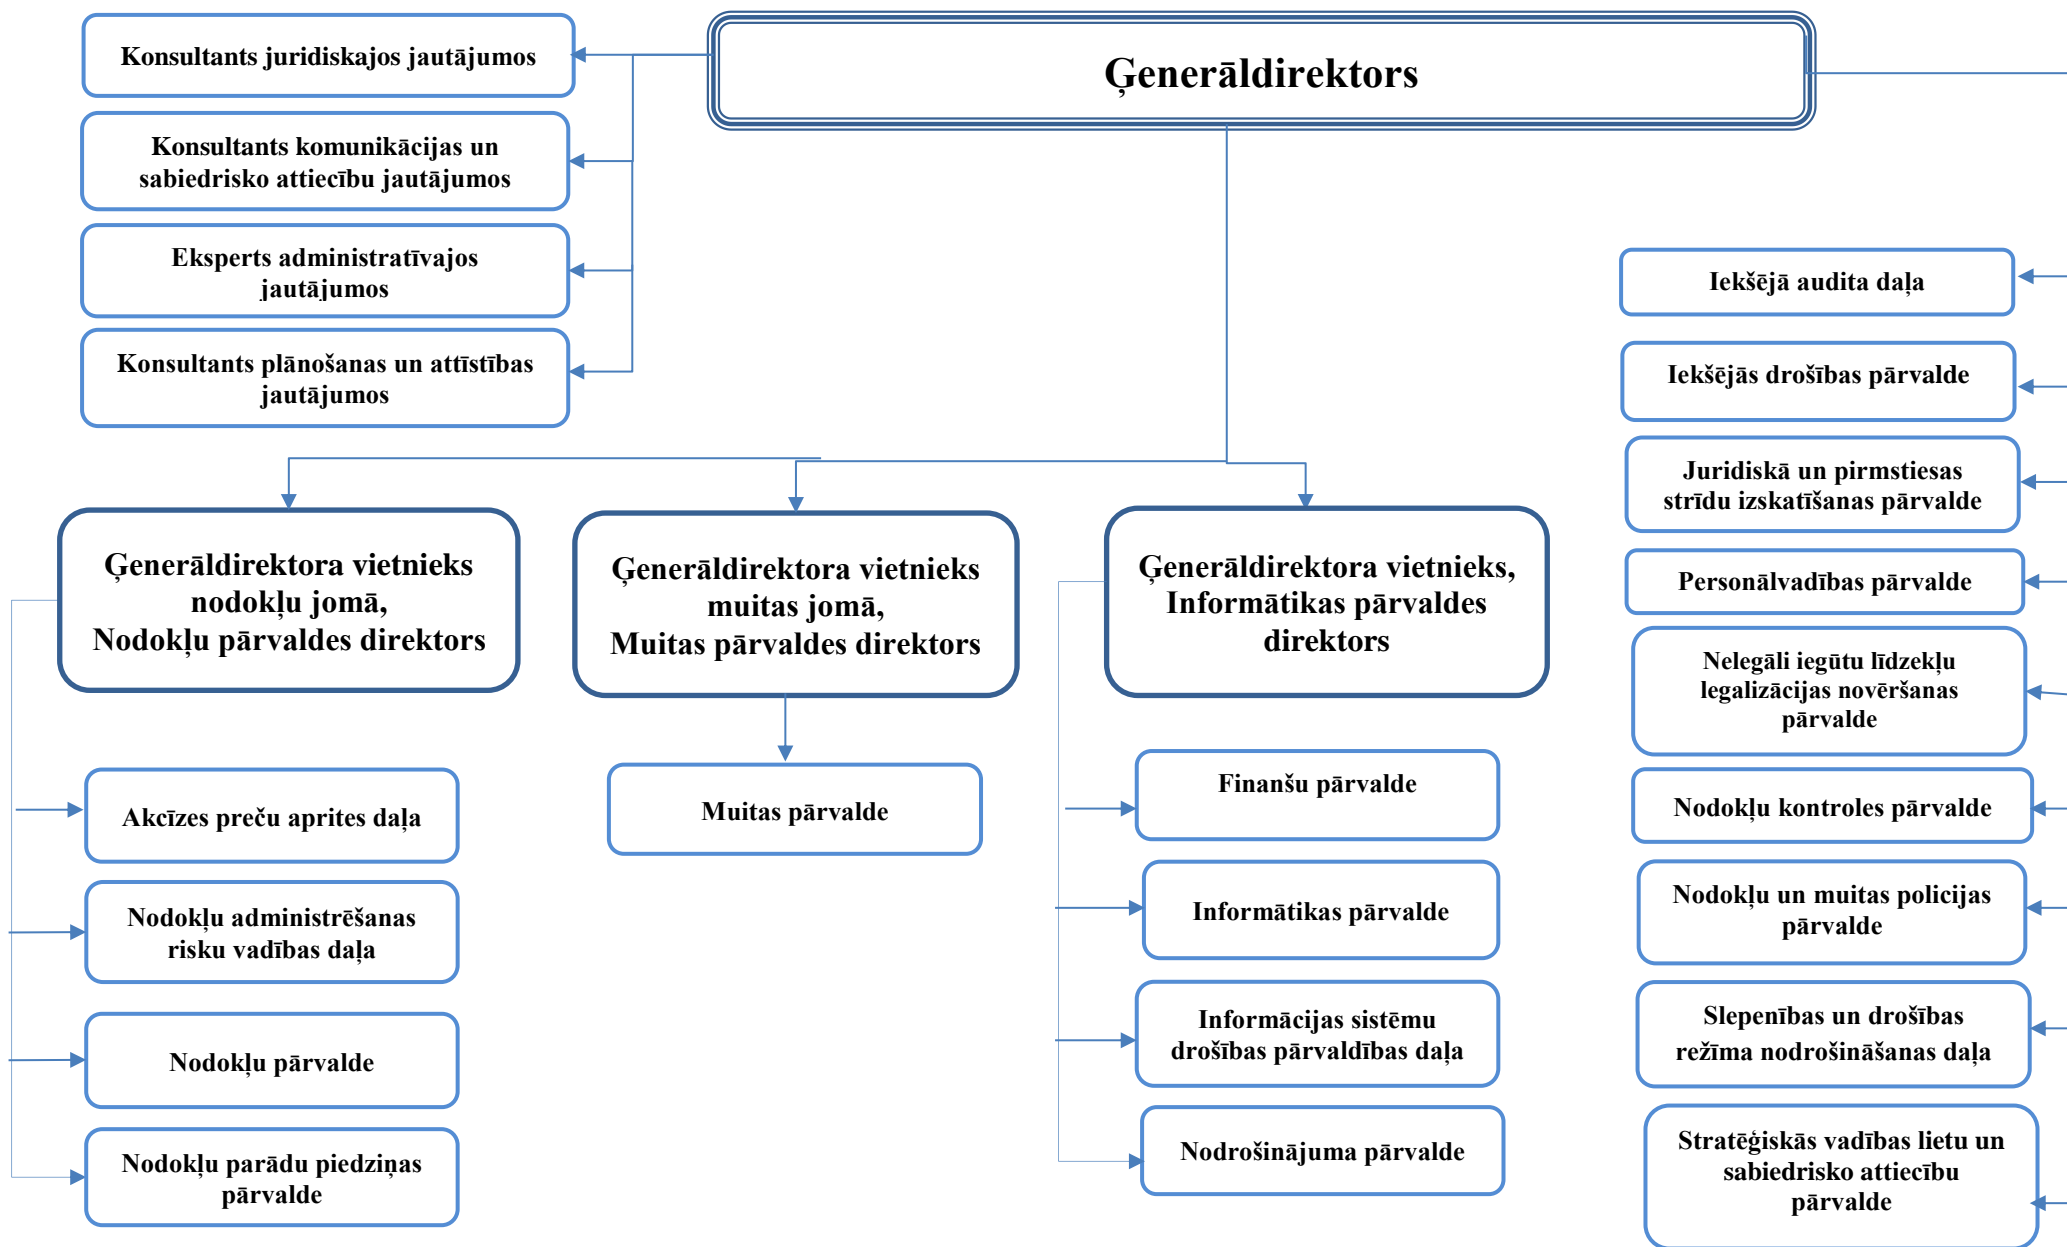 Ģenerāldirektors
Konsultants juridiskajos jautājumos
Konsultants komunikācijas un
sabiedrisko attiecību jautājumos
Eksperts administratīvajos
jautājumos
Konsultants plānošanas un attīstības
jautājumos
Ģenerāldirektora vietnieks
nodokļu jomā,
Nodokļu pārvaldes direktors
Akcīzes preču aprites daļa
Nodokļu administrēšanas
risku vadības daļa
Nodokļu pārvalde
Nodokļu parādu piedziņas
pārvalde
Ģenerāldirektora vietnieks
muitas jomā,
Muitas pārvaldes direktors
Muitas pārvalde
Ģenerāldirektora vietnieks,
Informātikas pārvaldes
direktors
Finanšu pārvalde
Informātikas pārvalde
Informācijas sistēmu
drošības pārvaldības daļa
Nodrošinājuma pārvalde
Iekšējā audita daļa
Iekšējās drošības pārvalde
Juridiskā un pirmstiesas
strīdu izskatīšanas pārvalde
Personālvadības pārvalde
Nelegāli iegūtu līdzekļu
legalizācijas novēršanas
pārvalde
Nodokļu kontroles pārvalde
Nodokļu un muitas policijas
pārvalde
Slepenības un drošības
režīma nodrošināšanas daļa
Stratēģiskās vadības lietu un
sabiedrisko attiecību
pārvalde